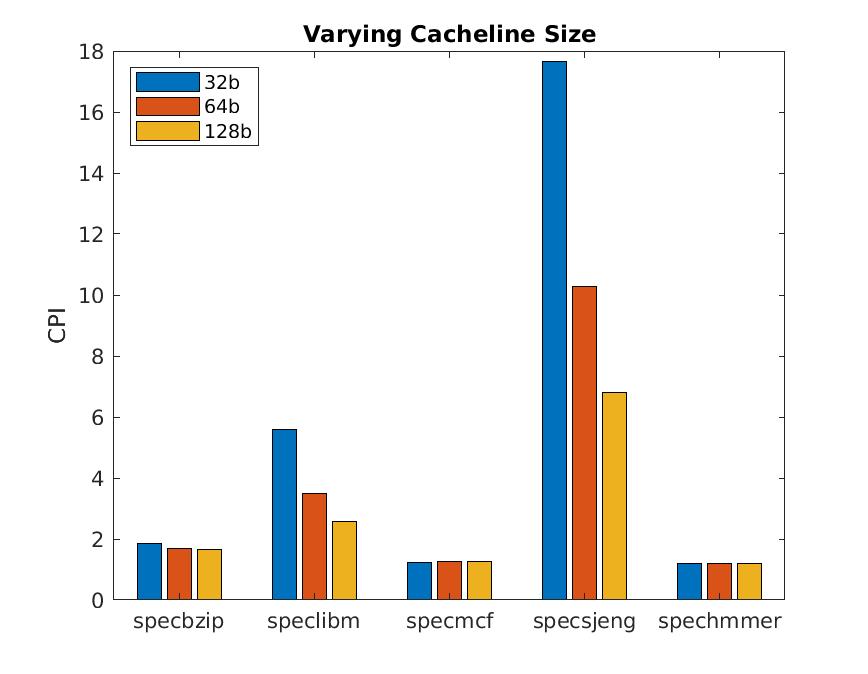 Varying Cacheline Size
32b
64b
128b
CPI
18
16
14
12
10
8
6
4
2
0
specbzip speclibm specmcf specsjeng spechmmer